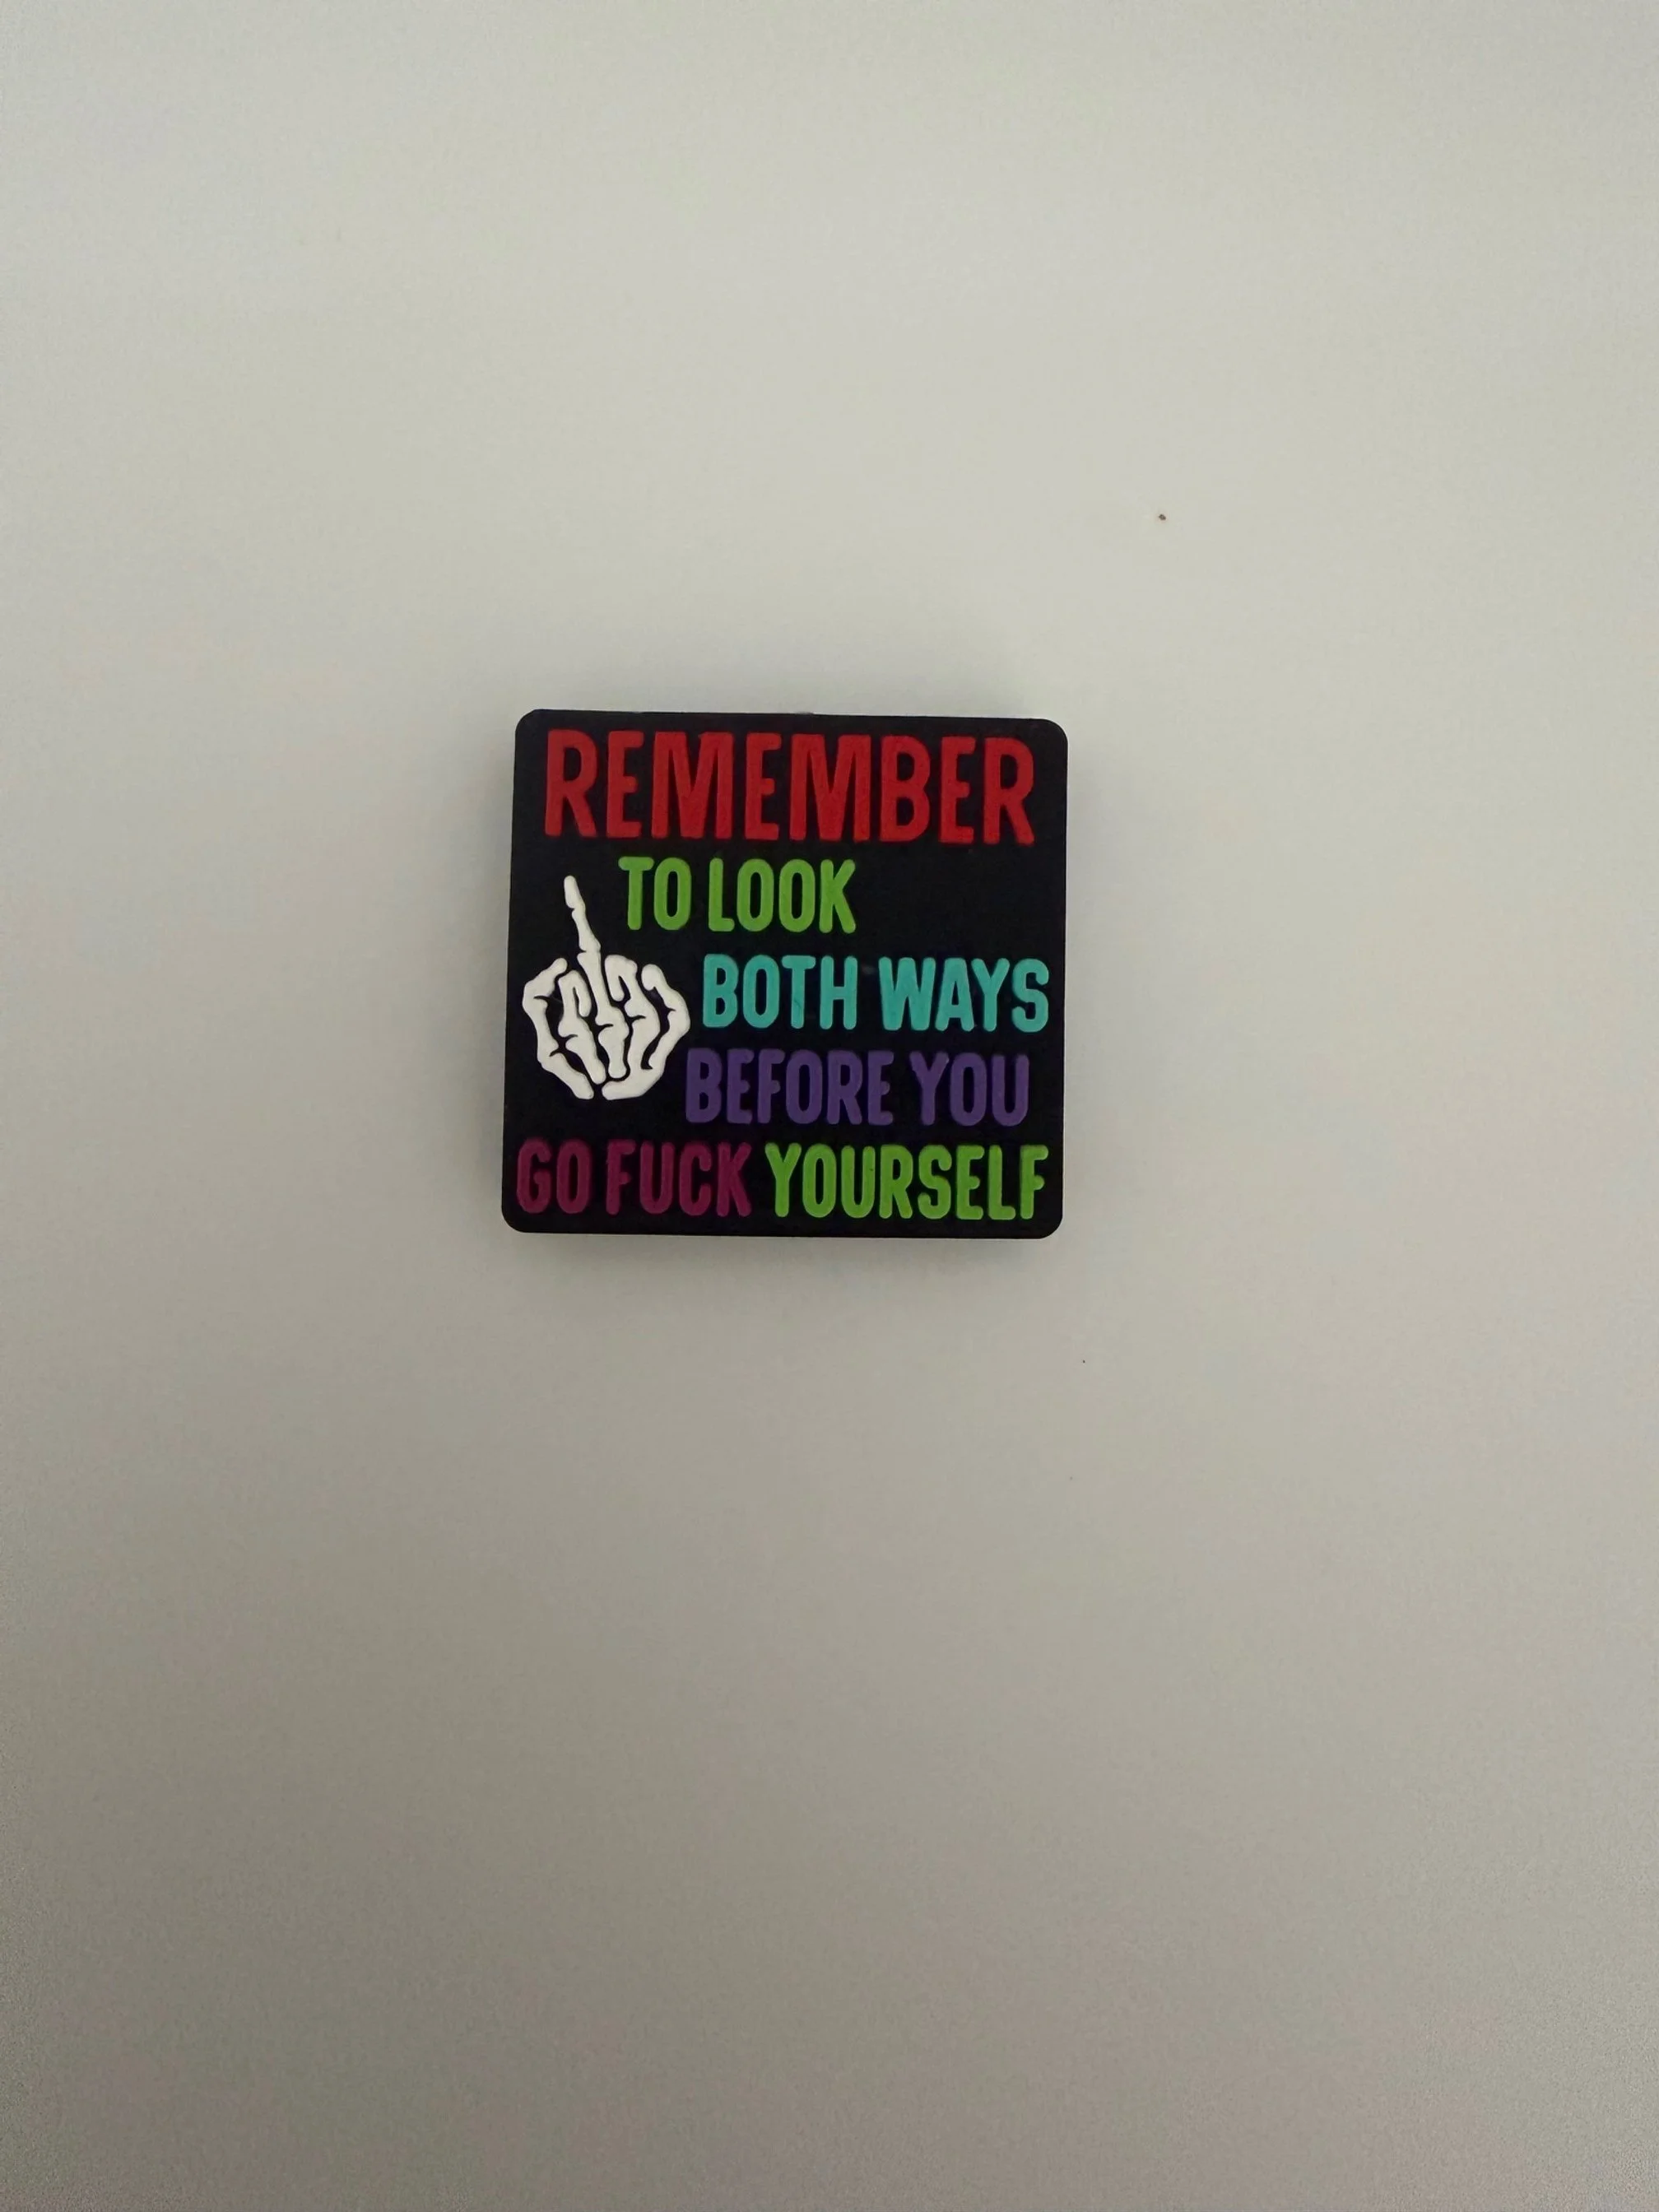 REMEMBER
TO LOOK
BOTH WAYS
BEFORE YOU
GO FUCK YOURSELF